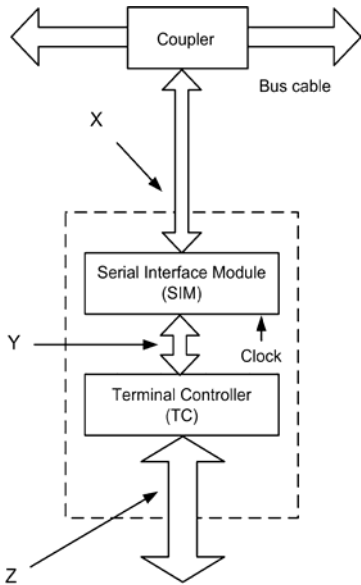 Coupler
Bus cable
X
Serial Interface Module
(SIM)
Y
Clock
Terminal Controller
(TC)
Z